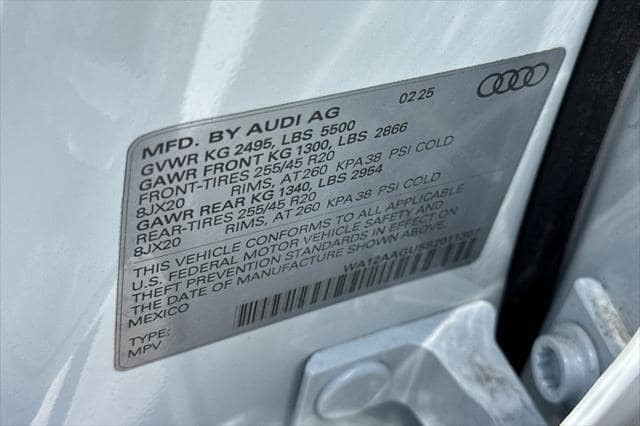 MFD. BY AUDI AG 02 25
GVWR KG 2495, LBS 5500
GAWR FRONT KG 1300, LBS 2866
FRONT-TIRES 255/45 R20
8JX20 RIMS, AT 260 KPA 38 PSI COLD
GAWR REAR KG 1340, LBS 2954
REAR-TIRES 255/45 R20
8JX20 RIMS, AT 260 KPA 38 PSI COLD
THIS VEHICLE CONFORMS TO ALL APPLICABLE
U.S. FEDERAL MOTOR VEHICLE SAFETY AND
THEFT PREVENTION STANDARDS IN EFFECT ON
THE DATE OF MANUFACTURE SHOWN ABOVE.
MEXICO
TYPE:
MPV